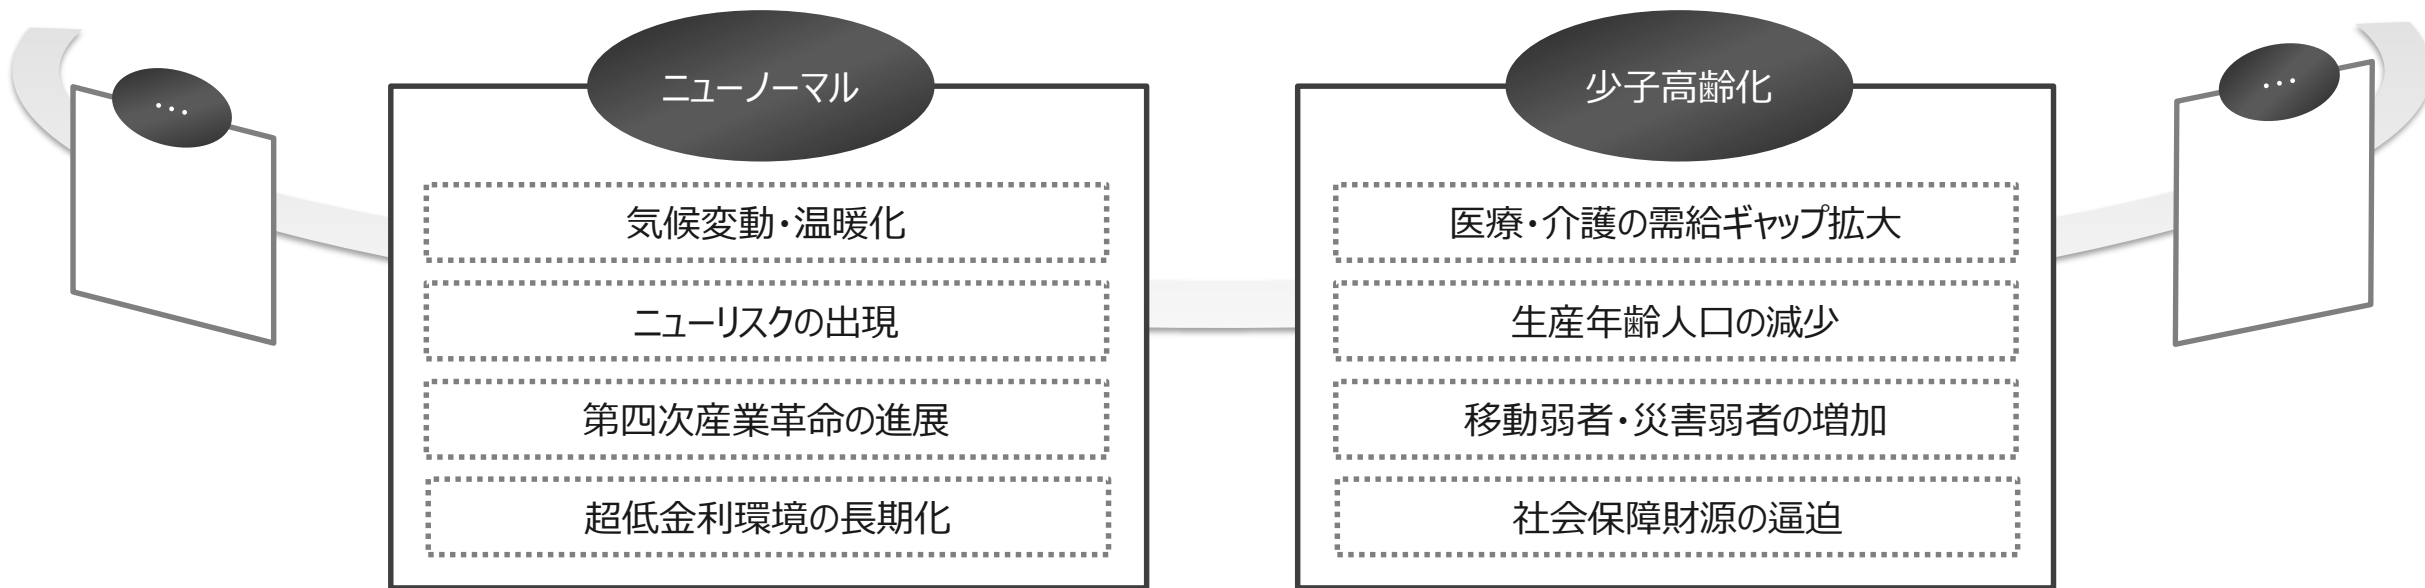 …
ニューノーマル
気候変動・温暖化
ニューリスクの出現
第四次産業革命の進展
超低金利環境の長期化
少子高齢化
医療・介護の需給ギャップ拡大
生産年齢人口の減少
移動弱者・災害弱者の増加
社会保障財源の逼迫
…